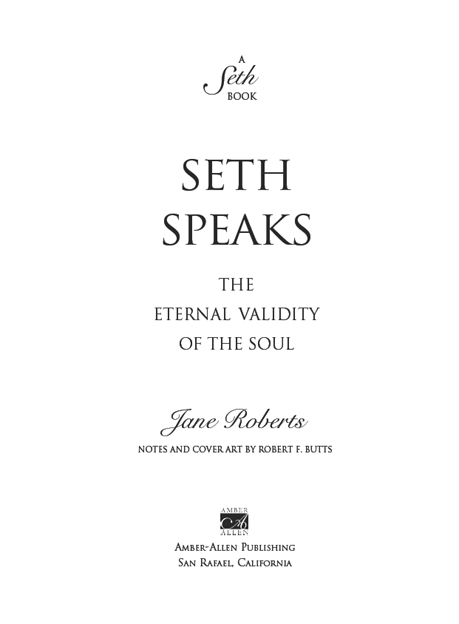 A
Seth
BOOK
SETH
SPEAKS
THE
ETERNAL VALIDITY
OF THE SOUL
Jane Roberts
NOTES AND COVER ART BY ROBERT F. BUTTS
AMBER
AA
ALLEN
AMBER-ALLEN PUBLISHING
SAN RAFAEL, CALIFORNIA